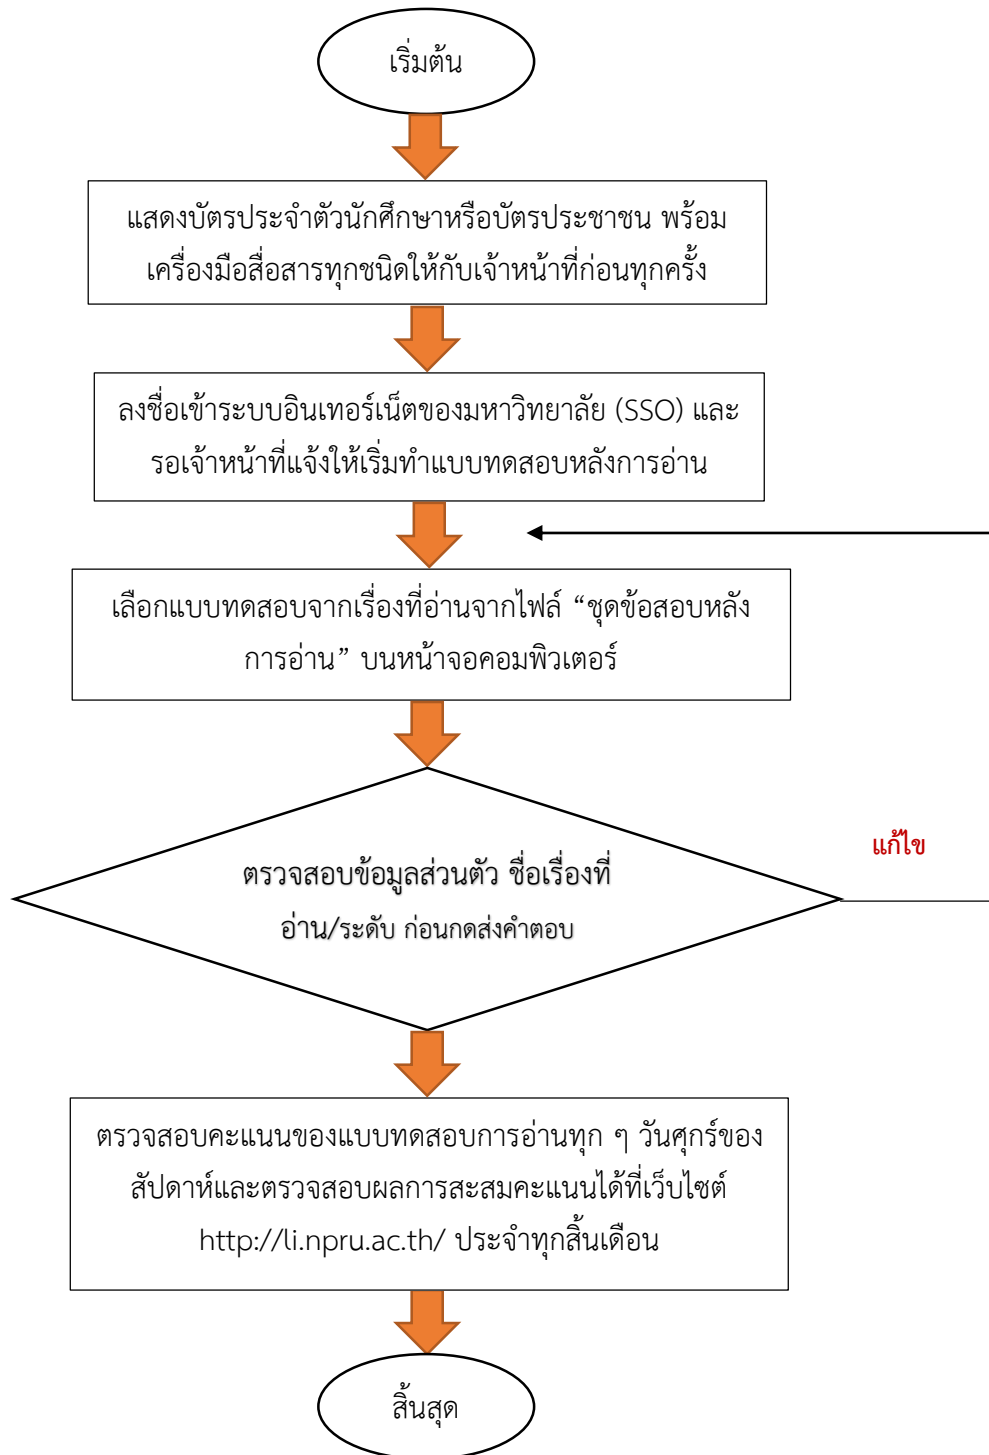 เริ่มต้น
แสดงบัตรประจำตัวนักศึกษาหรือบัตรประชาชน พร้อม
เครื่องมือสื่อสารทุกชนิดให้กับเจ้าหน้าที่ก่อนทุกครั้ง
ลงชื่อเข้าระบบอินเทอร์เน็ตของมหาวิทยาลัย (SSO) และ
รอเจ้าหน้าที่แจ้งให้เริ่มทำแบบทดสอบหลังการอ่าน
เลือกแบบทดสอบจากเรื่องที่อ่านจากไฟล์ “ชุดข้อสอบหลัง
การอ่าน” บนหน้าจอคอมพิวเตอร์
แก้ไข
ตรวจสอบข้อมูลส่วนตัว ชื่อเรื่องที่
อ่าน/ระดับ ก่อนกดส่งคำตอบ
ตรวจสอบคะแนนของแบบทดสอบการอ่านทุก ๆ วันศุกร์ของ
สัปดาห์และตรวจสอบผลการสะสมคะแนนได้ที่เว็บไซต์
http://li.npru.ac.th/ ประจำทุกสิ้นเดือน
สิ้นสุด